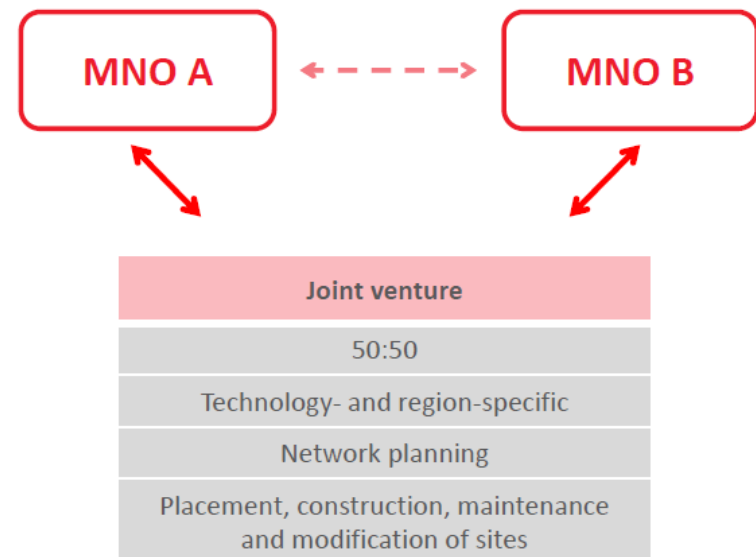 MNO A
MNO B
Joint venture
50:50
Technology- and region-specific
Network planning
Placement, construction, maintenance
and modification of sites